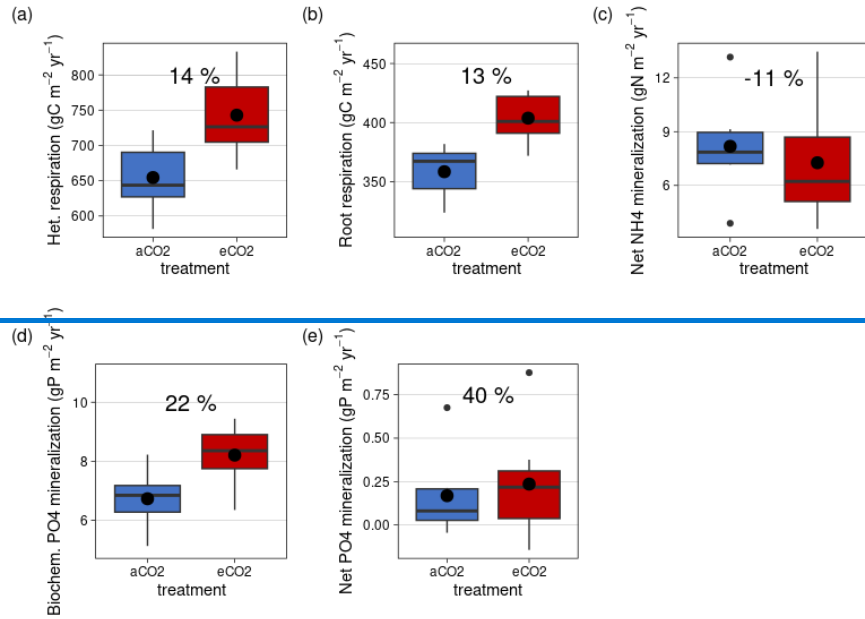 (a)
Het. respiration (gC m⁻² yr⁻¹)
800
750
700
650
600
14 %
aCO2 eCO2
treatment
(b)
Root respiration (gC m⁻² yr⁻¹)
450
400
350
13 %
aCO2 eCO2
treatment
(c)
Net NH4 mineralization (gN m⁻² yr⁻¹)
12
9
6
-11 %
aCO2 eCO2
treatment
(d)
Biochem. PO4 mineralization (gP m⁻² yr⁻¹)
10
8
6
22 %
aCO2 eCO2
treatment
(e)
Net PO4 mineralization (gP m⁻² yr⁻¹)
0.75
0.50
0.25
0.00
40 %
aCO2 eCO2
treatment